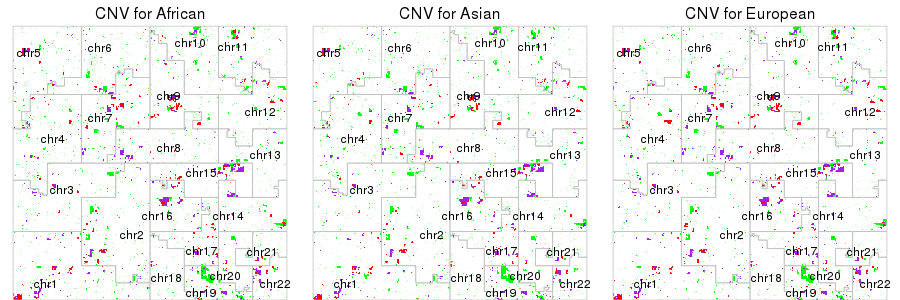 CNV for African
chr5
chr6
chr10
chr11
chr9
chr12
chr7
chr4
chr8
chr13
chr15
chr3
chr16
chr14
chr2
chr17
chr21
chr1
chr18
chr20
chr22
chr19
CNV for Asian
chr5
chr6
chr10
chr11
chr9
chr12
chr7
chr4
chr8
chr13
chr15
chr3
chr16
chr14
chr2
chr17
chr21
chr1
chr18
chr20
chr22
chr19
CNV for European
chr5
chr6
chr10
chr11
chr9
chr12
chr7
chr4
chr8
chr13
chr15
chr3
chr16
chr14
chr2
chr17
chr21
chr1
chr18
chr20
chr22
chr19